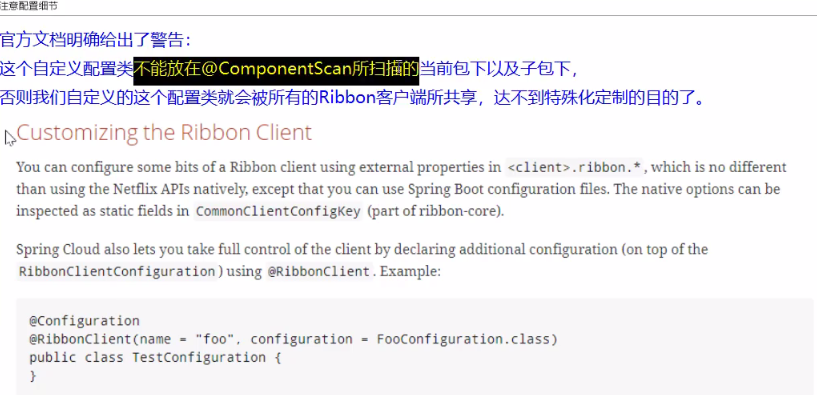 注意配置细节
官方文档明确给出了警告：
这个自定义配置类不能放在@ComponentScan所扫描的当前包下以及子包下，
否则我们自定义的这个配置类就会被所有的Ribbon客户端所共享，达不到特殊化定制的目的了。
Customizing the Ribbon Client
You can configure some bits of a Ribbon client using external properties in <client>.ribbon.*, which is no different
than using the Netflix APIs natively, except that you can use Spring Boot configuration files. The native options can be
inspected as static fields in CommonClientConfigKey (part of ribbon-core).
Spring Cloud also lets you take full control of the client by declaring additional configuration (on top of the
RibbonClientConfiguration) using @RibbonClient. Example:
@Configuration
@RibbonClient(name = "foo", configuration = FooConfiguration.class)
public class TestConfiguration {
}